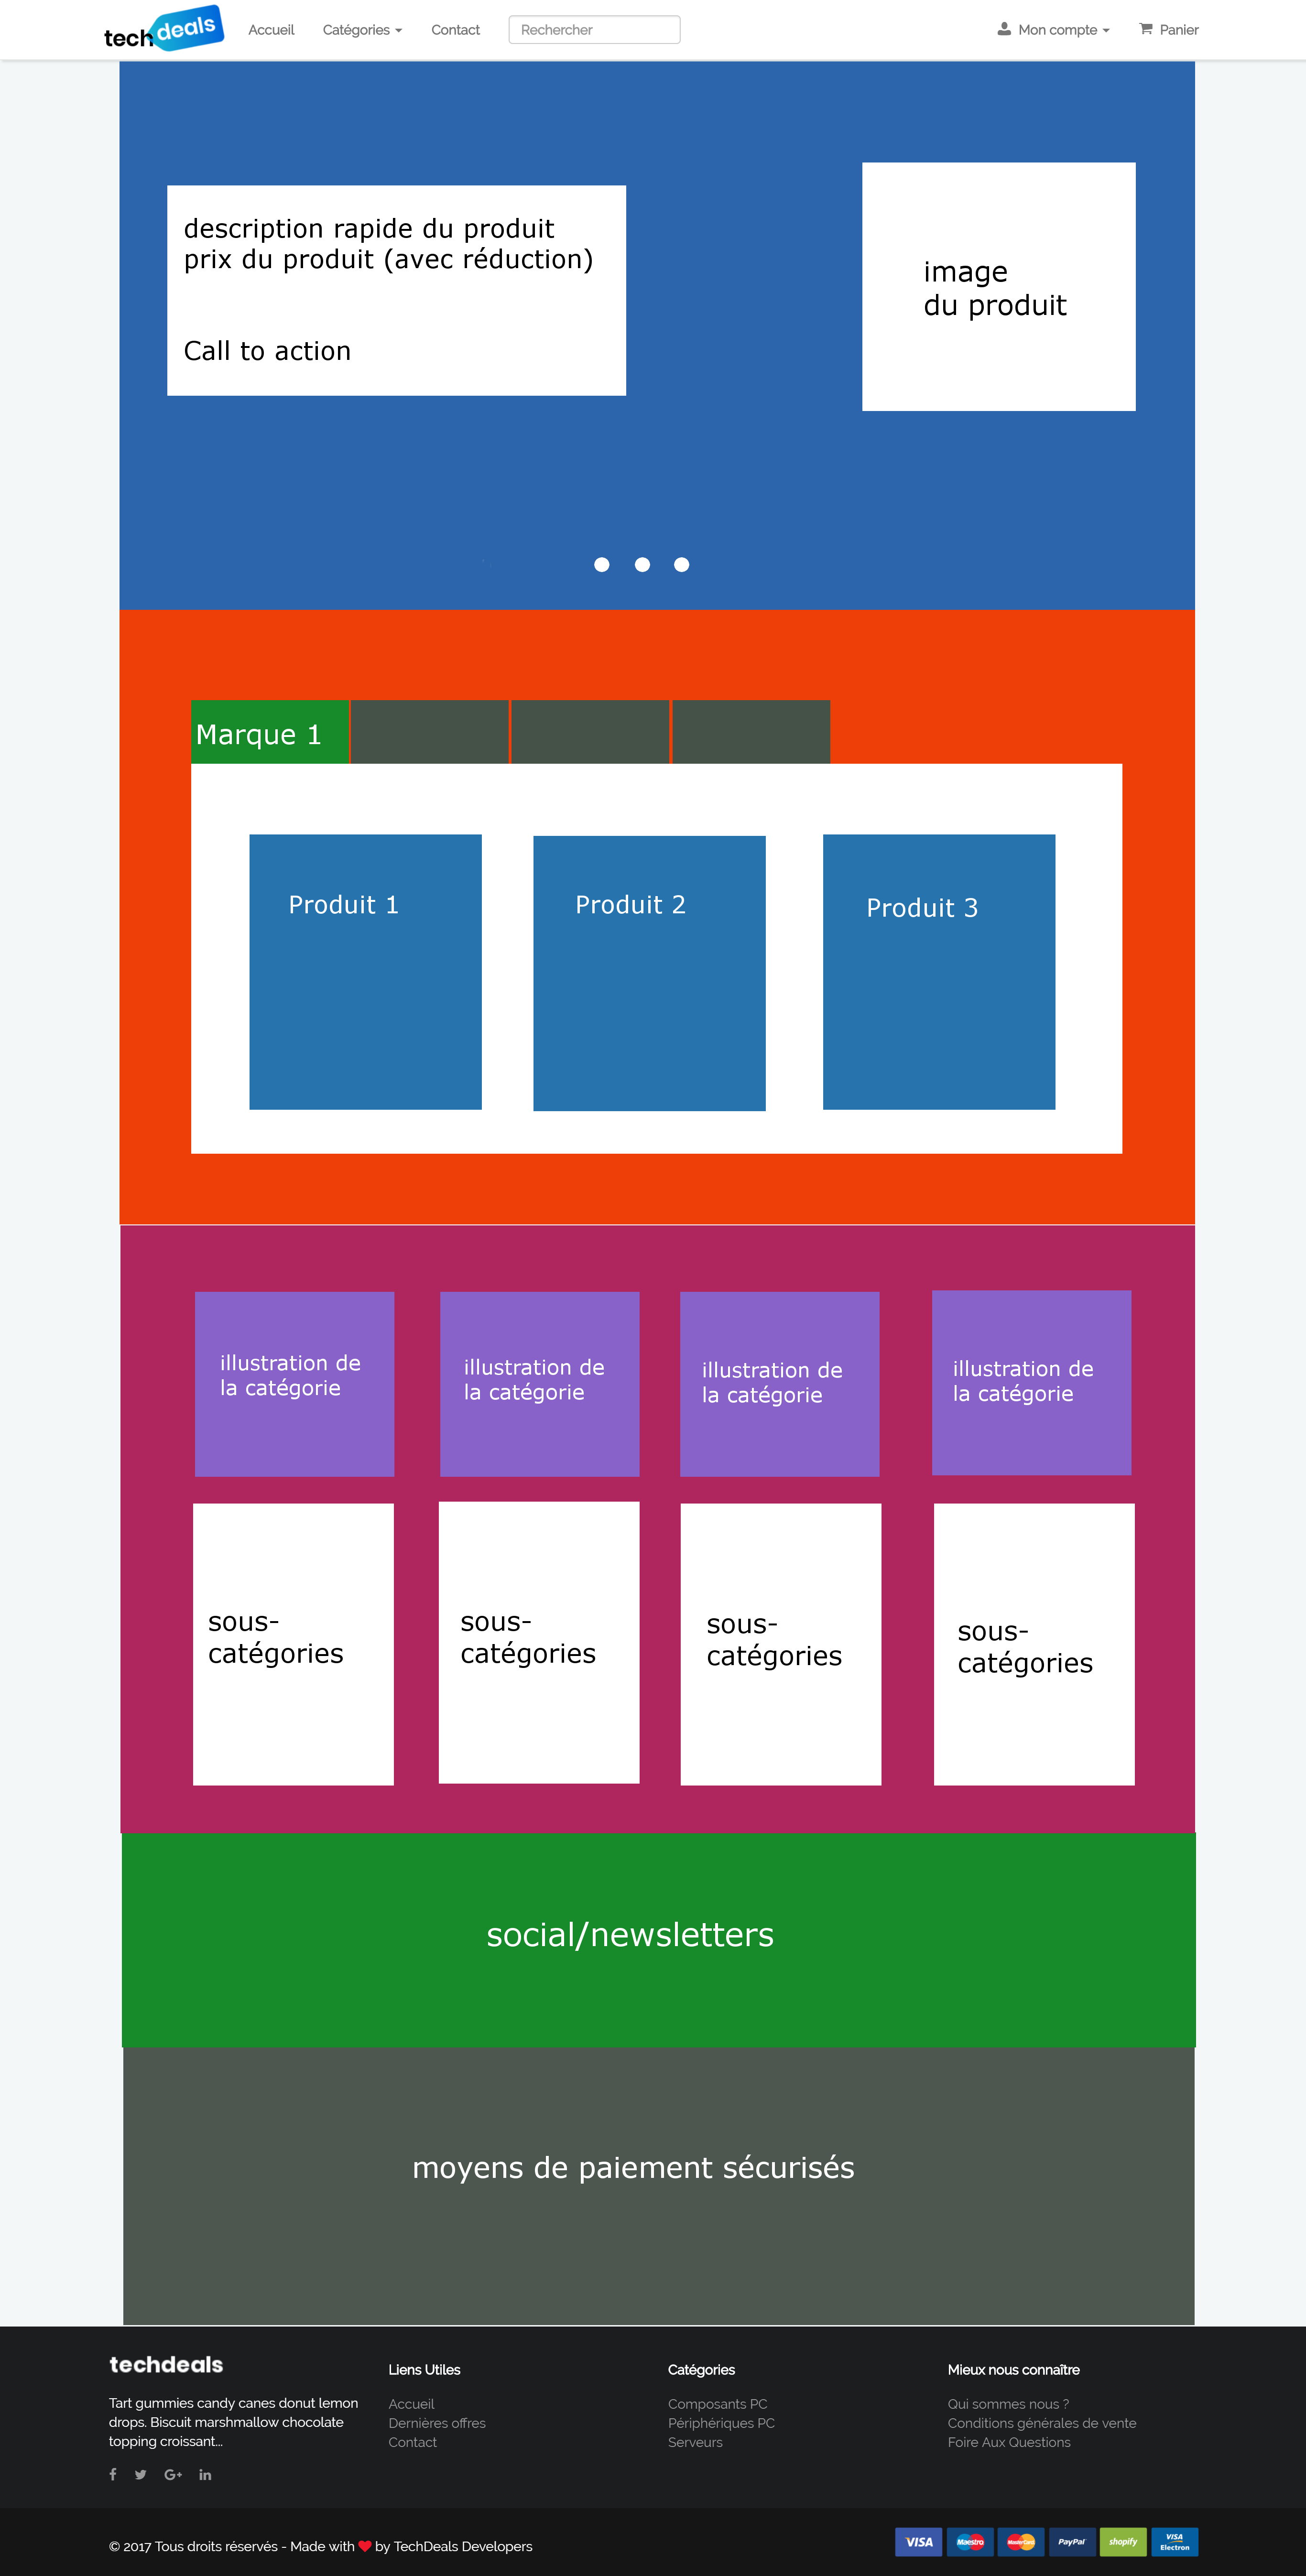 techdeals
Accueil
Catégories
Contact
Rechercher
Mon compte
Panier
description rapide du produit
prix du produit (avec réduction)
Call to action
image
du produit
Marque 1
Produit 1
Produit 2
Produit 3
illustration de
la catégorie
illustration de
la catégorie
illustration de
la catégorie
illustration de
la catégorie
sous-
catégories
sous-
catégories
sous-
catégories
sous-
catégories
social/newsletters
moyens de paiement sécurisés
techdeals
Tart gummies candy canes donut lemon
drops. Biscuit marshmallow chocolate
topping croissant...
Liens Utiles
Accueil
Dernières offres
Contact
Catégories
Composants PC
Périphériques PC
Serveurs
Mieux nous connaître
Qui sommes nous ?
Conditions générales de vente
Foire Aux Questions
© 2017 Tous droits réservés - Made with ❤ by TechDeals Developers
VISA
Maestro
MasterCard
PayPal
shopify
VISA
Electron